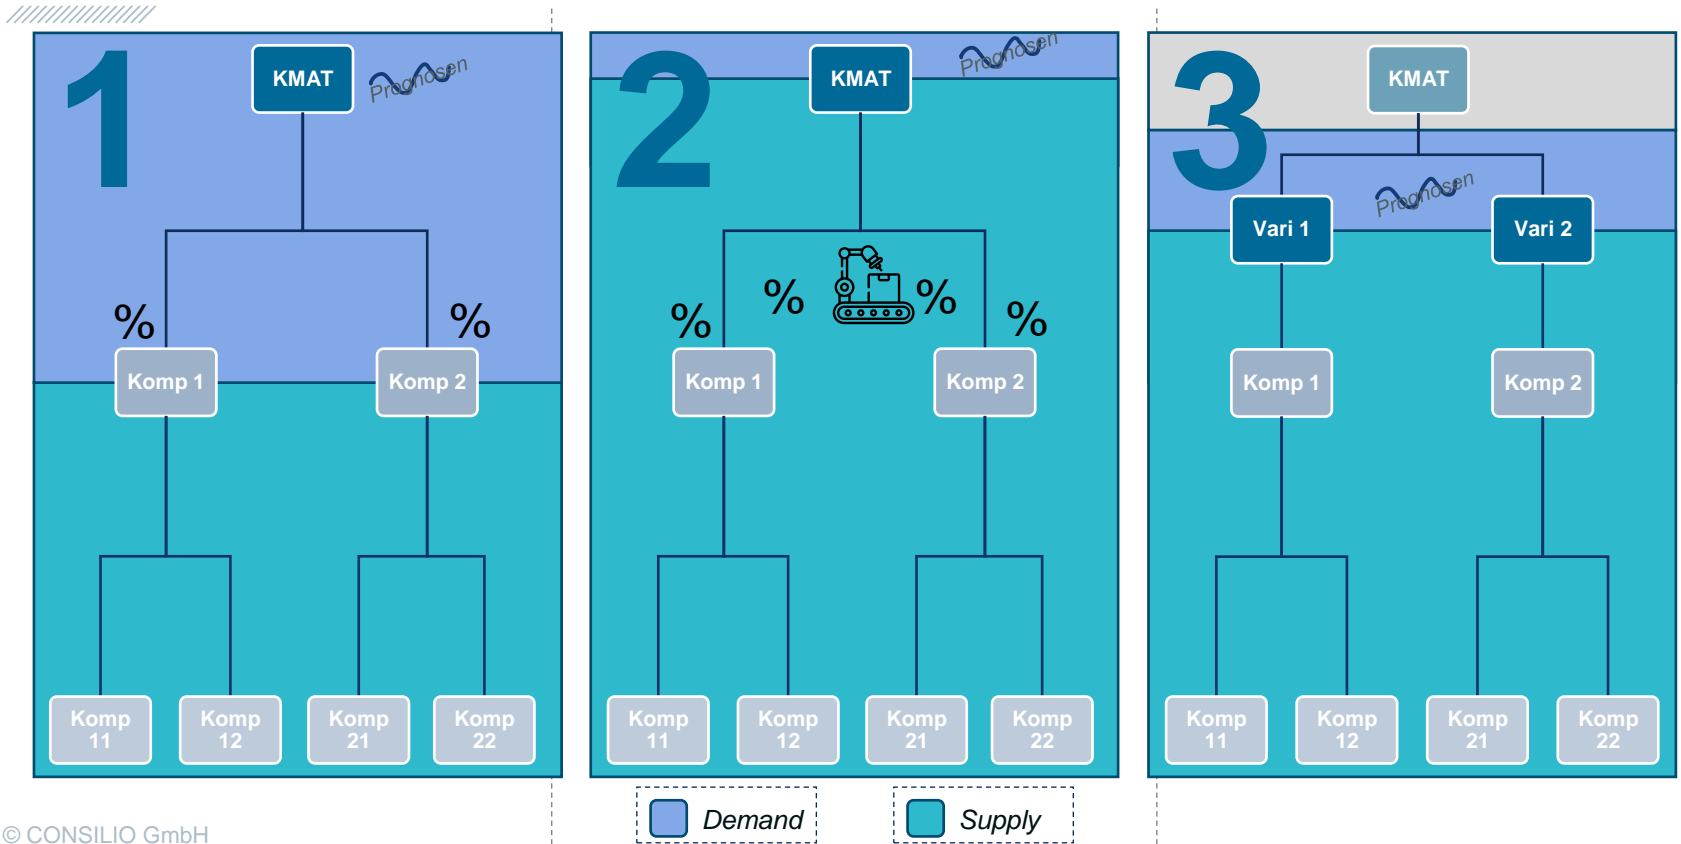 1
KMAT
Prognosen
%
%
Komp 1
Komp 2
Komp
11
Komp
12
Komp
21
Komp
22
2
KMAT
Prognosen
%
%
%
%
Komp 1
Komp 2
Komp
11
Komp
12
Komp
21
Komp
22
3
KMAT
Prognosen
Vari 1
Vari 2
Komp 1
Komp 2
Komp
11
Komp
12
Komp
21
Komp
22
Demand
Supply
© CONSILIO GmbH